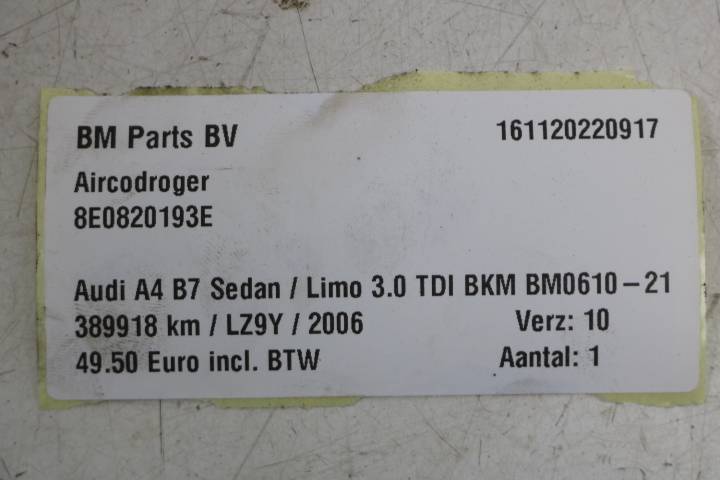 BM Parts BV 161120220917
Aircodroger
8E0820193E
Audi A4 B7 Sedan / Limo 3.0 TDI BKM BM0610-21
389918 km / LZ9Y / 2006 Verz: 10
49.50 Euro incl. BTW Aantal: 1